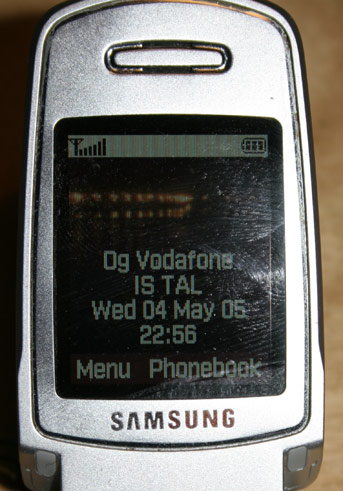 Og Vodafone
IS TAL
Wed 04 May 05
22:56
Menu Phonebook
SAMSUNG